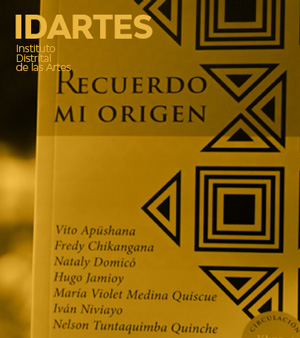 IDARTES
Instituto
Distrital
de las Artes
RECUERDO
MI ORIGEN
Vito Apüshana
Fredy Chikangana
Nataly Domicó
Hugo Jamioy
María Violet Medina Quiscue
Iván Niviayo
Nelson Tuntaquimba Quinche
CIRCULACIÓN